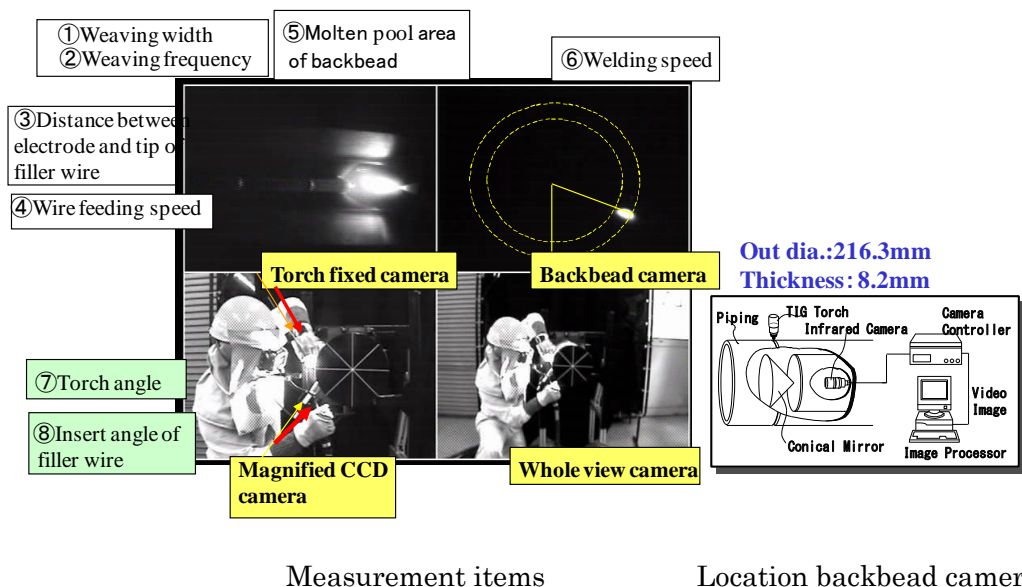 ①Weaving width
②Weaving frequency
⑤Molten pool area
of backbead
⑥Welding speed
③Distance between
electrode and tip of
filler wire
④Wire feeding speed
Torch fixed camera
Backbead camera
Out dia.:216.3mm
Thickness:8.2mm
Piping
TIG Torch
Infrared Camera
Camera
Controller
Video
Image
Conical Mirror
Image Processor
⑦Torch angle
⑧Insert angle of
filler wire
Magnified CCD
camera
Whole view camera
Measurement items
Location backbead camer